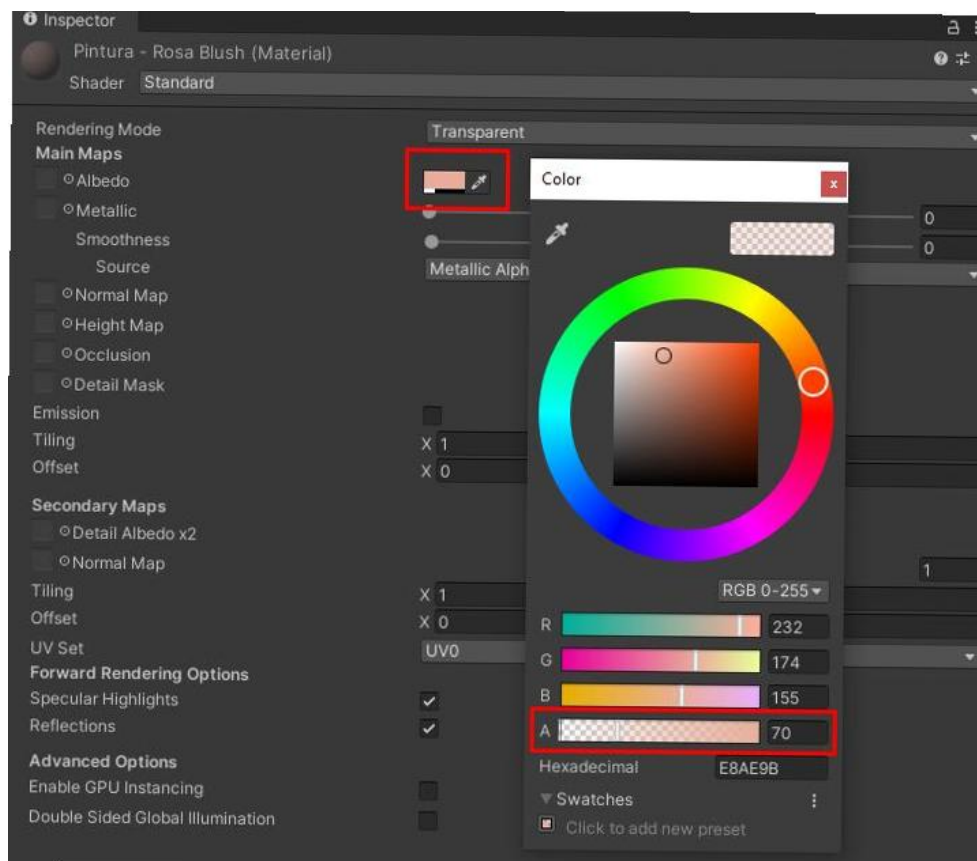 Inspector
Pintura - Rosa Blush (Material)
Shader Standard
Rendering Mode Transparent
Main Maps
Albedo
Metallic 0
Smoothness 0
Source Metallic Alph
Normal Map
Height Map
Occlusion
Detail Mask
Emission
Tiling X 1
Offset X 0
Secondary Maps
Detail Albedo x2
Normal Map 1
Tiling X 1
Offset X 0
UV Set UV0
Forward Rendering Options
Specular Highlights
Reflections
Advanced Options
Enable GPU Instancing
Double Sided Global Illumination
Color x
RGB 0-255
R 232
G 174
B 155
A 70
Hexadecimal E8AE9B
Swatches
Click to add new preset